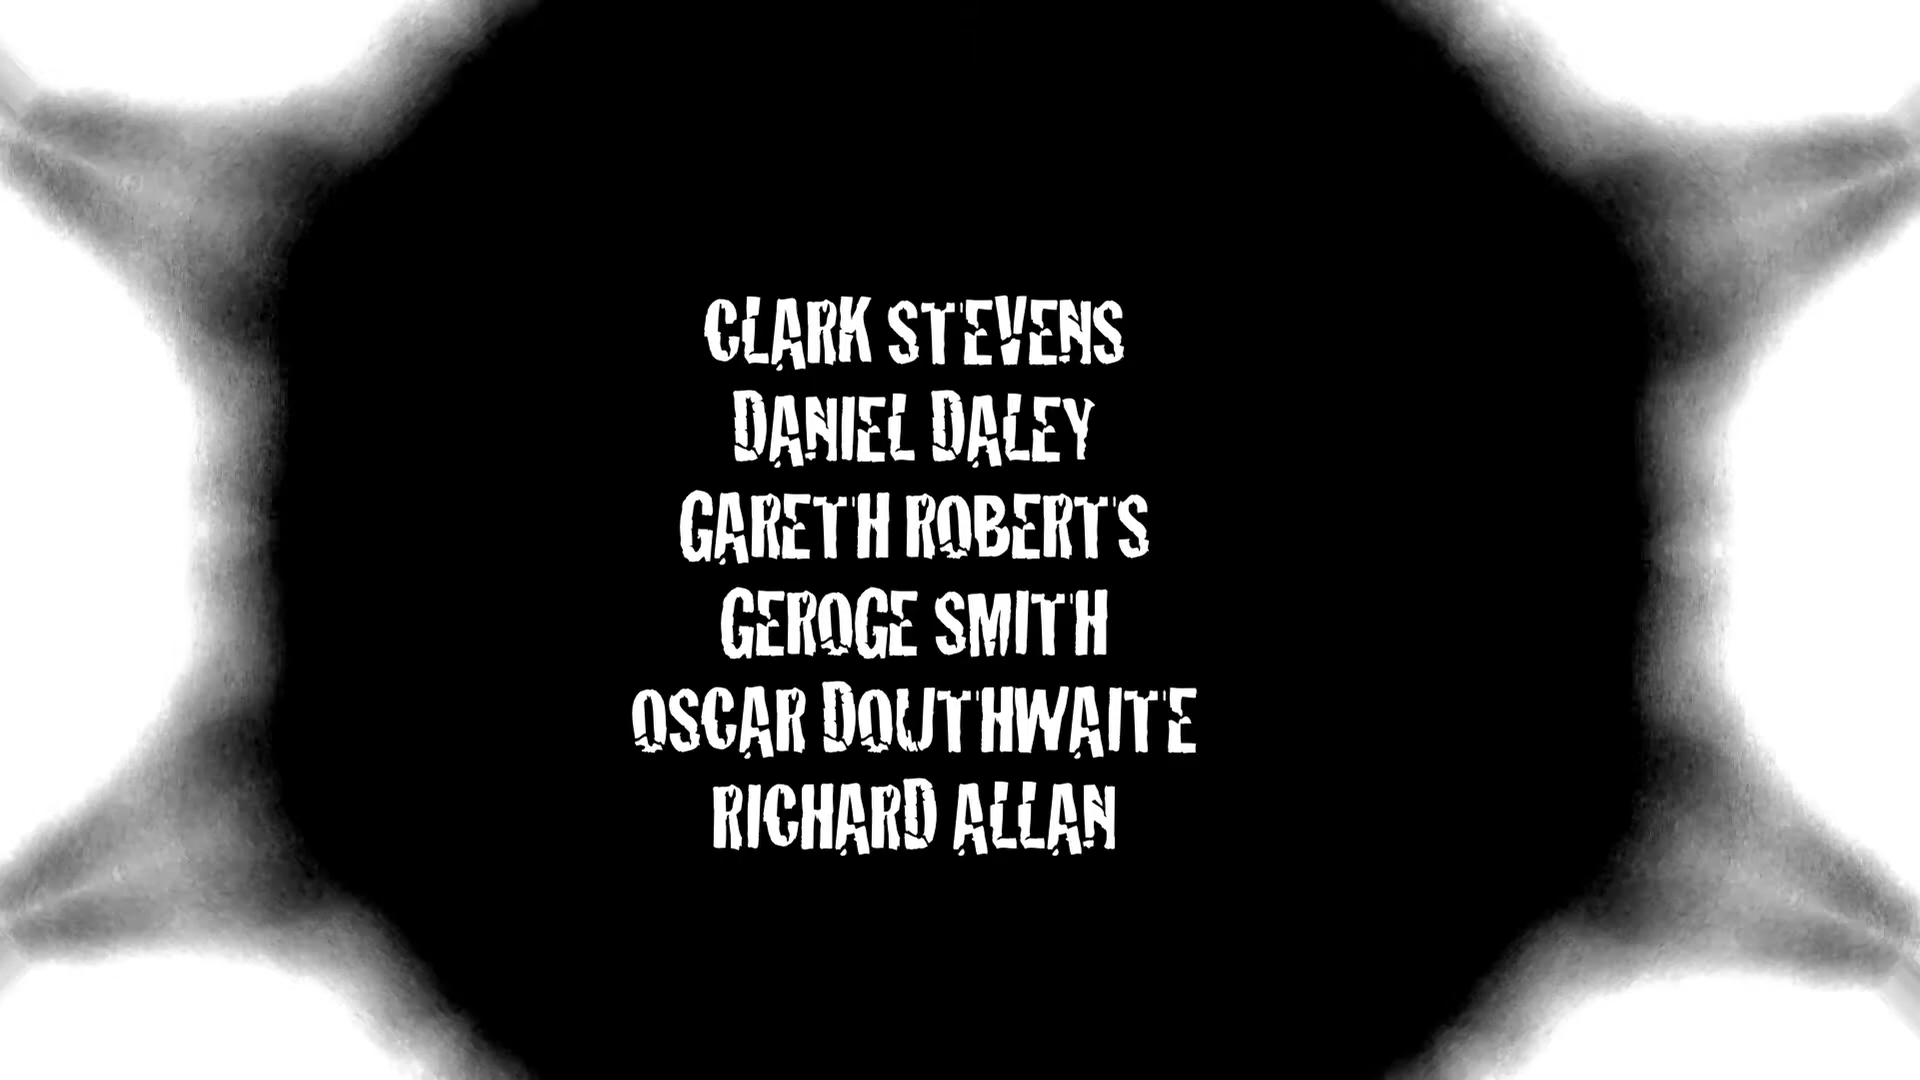 CLARK STEVENS
DANIEL DALEY
GARETH ROBERTS
GEROGE SMITH
OSCAR DOUTHWAITE
RICHARD ALLAN